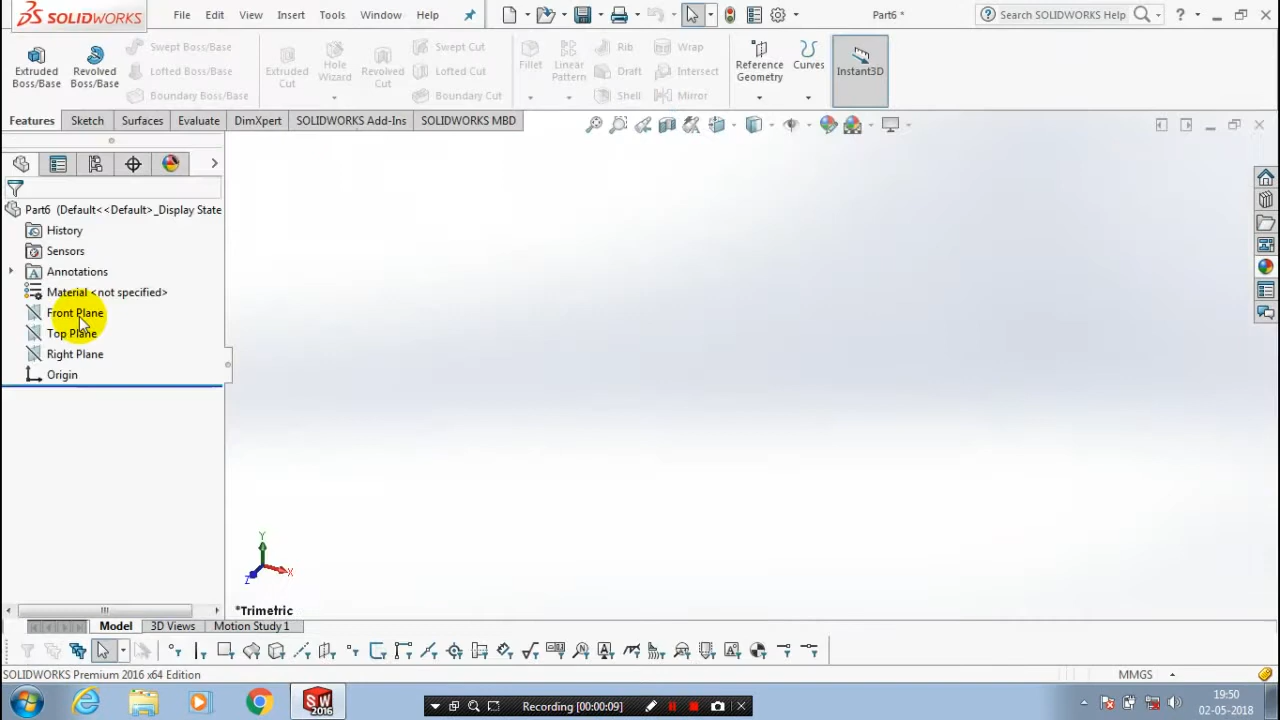 SOLIDWORKS File Edit View Insert Tools Window Help Part6 * Search SOLIDWORKS Help
Extruded Boss/Base
Revolved Boss/Base
Swept Boss/Base
Lofted Boss/Base
Boundary Boss/Base
Extruded Cut
Hole Wizard
Revolved Cut
Swept Cut
Lofted Cut
Boundary Cut
Fillet
Linear Pattern
Rib
Draft
Shell
Wrap
Intersect
Mirror
Reference Geometry
Curves
Instant3D
Features Sketch Surfaces Evaluate DimXpert SOLIDWORKS Add-Ins SOLIDWORKS MBD
Part6 (Default<<Default>_Display State
History
Sensors
Annotations
Material <not specified>
Front Plane
Top Plane
Right Plane
Origin
Y
X
Z
*Trimetric
Model 3D Views Motion Study 1
SOLIDWORKS Premium 2016 x64 Edition MMGS
SW 2016
Recording [00:00:09]
19:50
02-05-2018